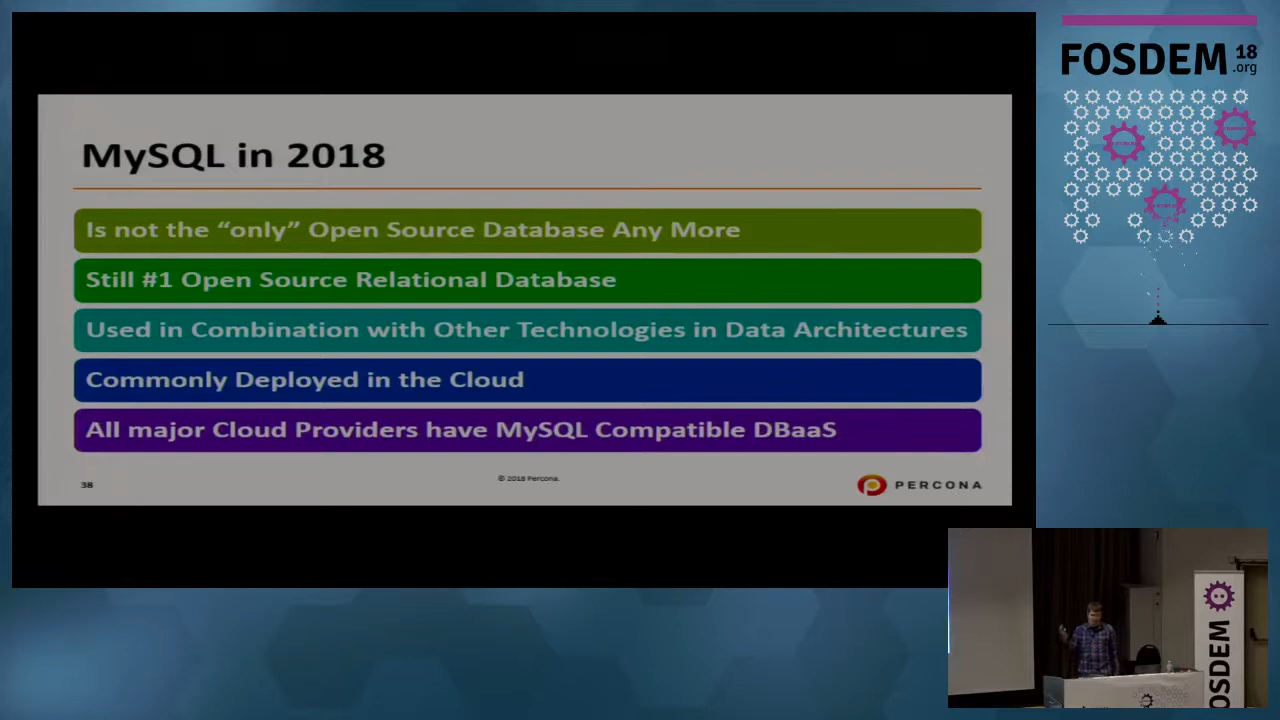 FOSDEM 18
.org
MySQL in 2018
Is not the “only” Open Source Database Any More
Still #1 Open Source Relational Database
Used in Combination with Other Technologies in Data Architectures
Commonly Deployed in the Cloud
All major Cloud Providers have MySQL Compatible DBaaS
38
© 2018 Percona.
PERCONA
OSDEM